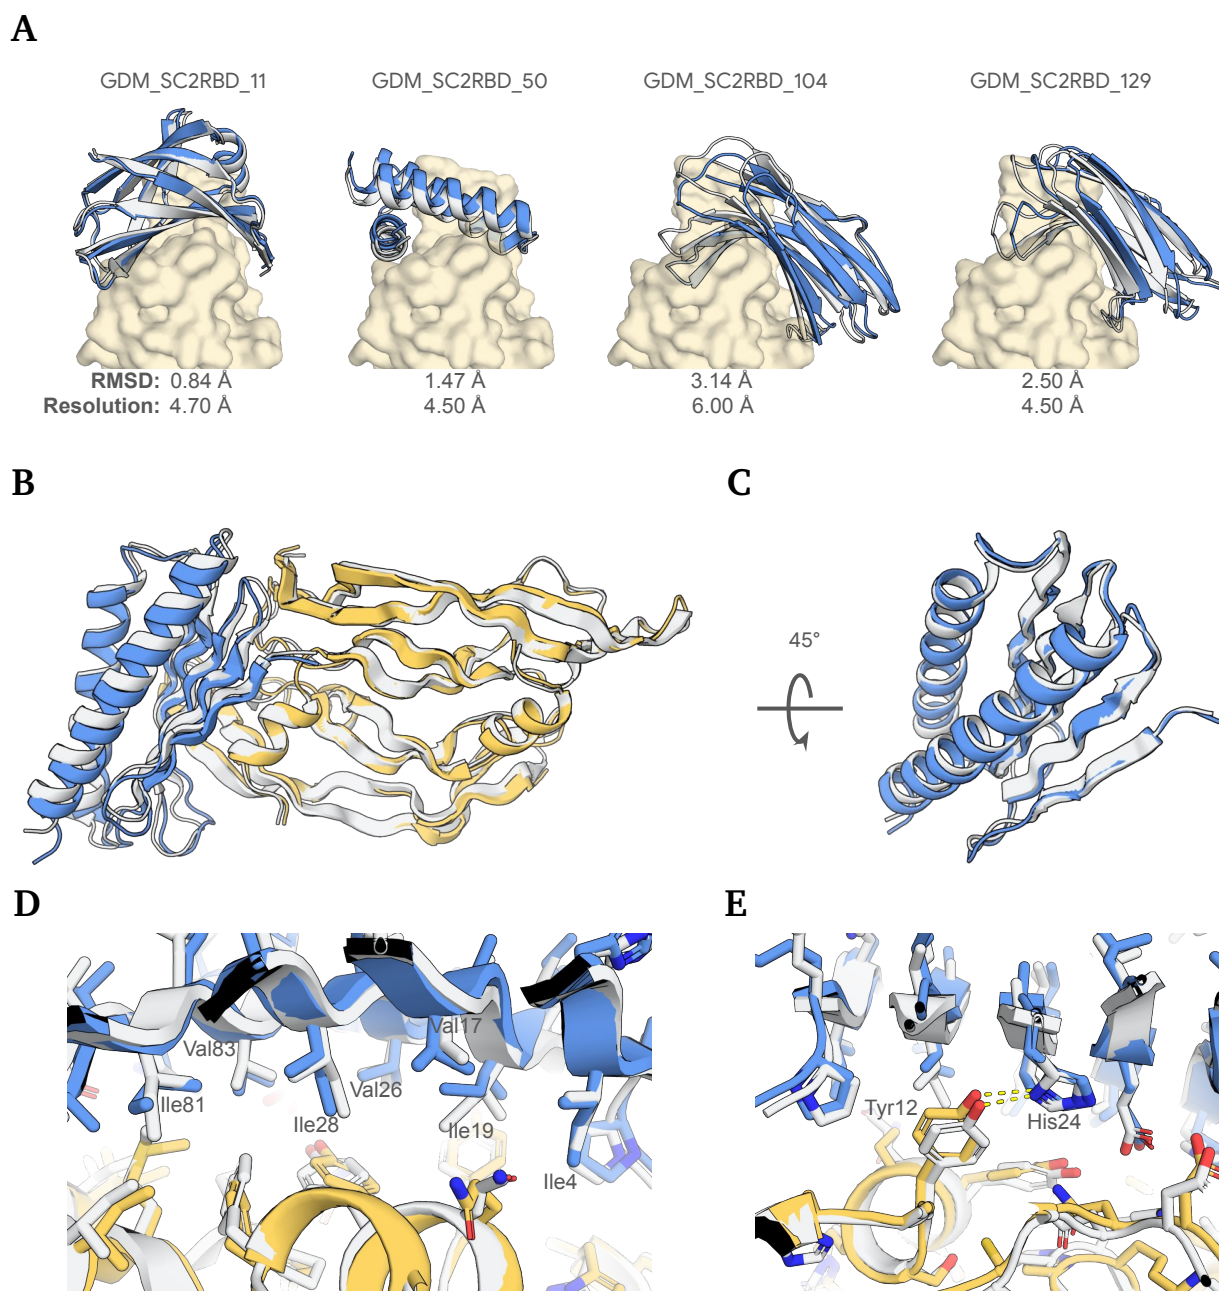 A
GDM_SC2RBD_11 GDM_SC2RBD_50 GDM_SC2RBD_104 GDM_SC2RBD_129
RMSD: 0.84 Å 1.47 Å 3.14 Å 2.50 Å
Resolution: 4.70 Å 4.50 Å 6.00 Å 4.50 Å
B
C
45°
D
Val17
Val83
Val26
Ile81
Ile28
Ile19
Ile4
E
Tyr12
His24